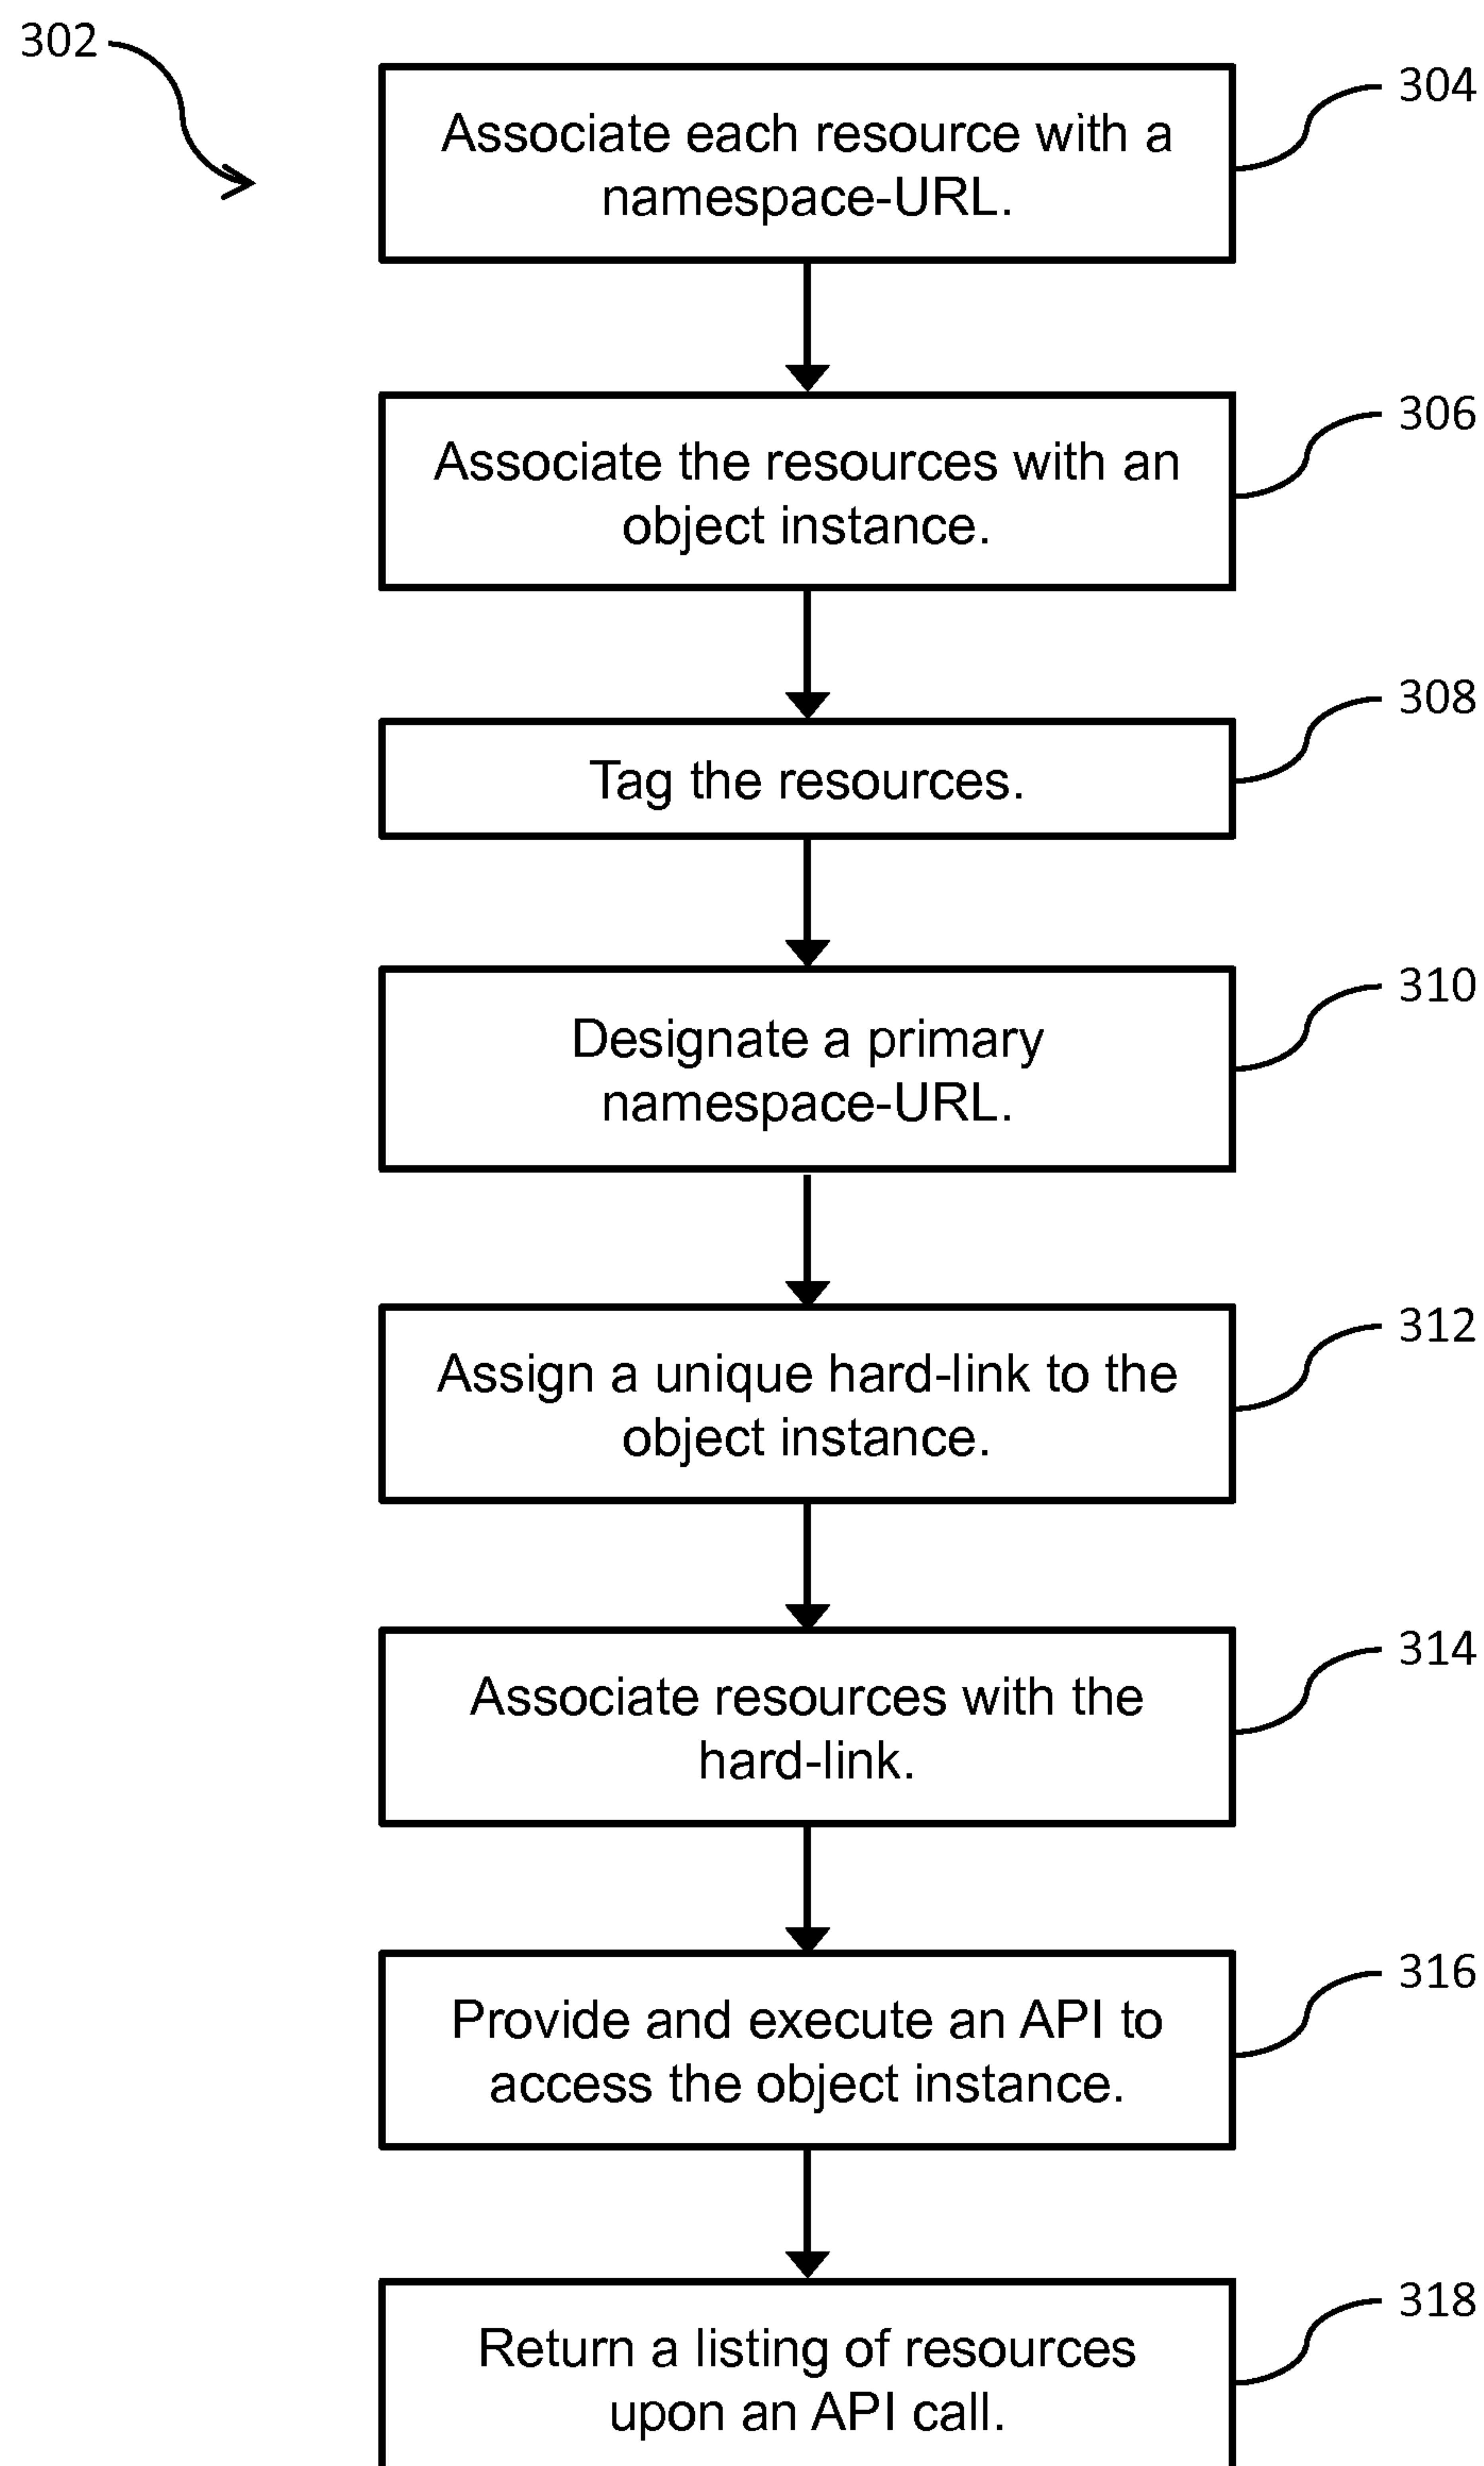 302
304
Associate each resource with a
namespace-URL.
306
Associate the resources with an
object instance.
308
Tag the resources.
310
Designate a primary
namespace-URL.
312
Assign a unique hard-link to the
object instance.
314
Associate resources with the
hard-link.
316
Provide and execute an API to
access the object instance.
318
Return a listing of resources
upon an API call.